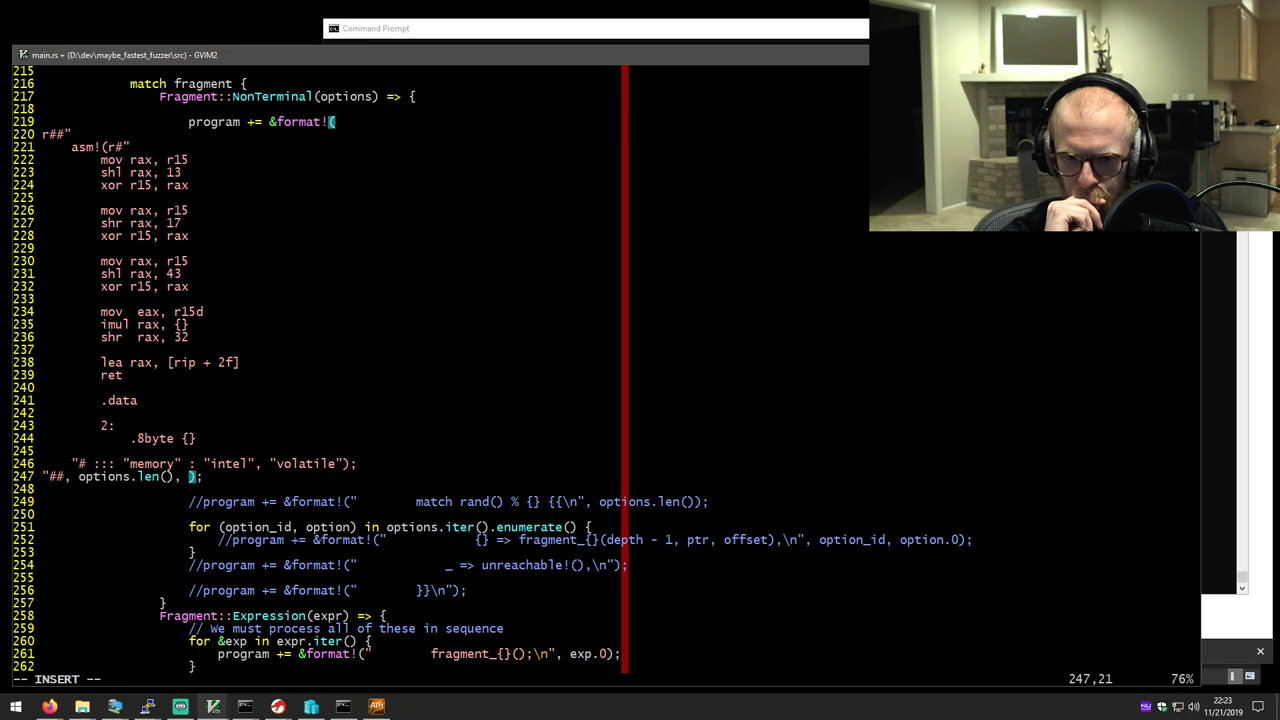 Command Prompt
main.rs + (D:\dev\maybe_fastest_fuzzer\src) - GVIM2
215
216             match fragment {
217                 Fragment::NonTerminal(options) => {
218
219                     program += &format!(
220 r##"
221     asm!(r#"
222         mov rax, r15
223         shl rax, 13
224         xor r15, rax
225
226         mov rax, r15
227         shr rax, 17
228         xor r15, rax
229
230         mov rax, r15
231         shl rax, 43
232         xor r15, rax
233
234         mov  eax, r15d
235         imul rax, {}
236         shr  rax, 32
237
238         lea rax, [rip + 2f]
239         ret
240
241         .data
242
243         2:
244             .8byte {}
245
246     "# ::: "memory" : "intel", "volatile");
247 "##, options.len(), );
248
249                     //program += &format!("        match rand() % {} {{\n", options.len());
250
251                     for (option_id, option) in options.iter().enumerate() {
252                         //program += &format!("            {} => fragment_{}(depth - 1, ptr, offset),\n", option_id, option.0);
253                     }
254                     //program += &format!("            _ => unreachable!(),\n");
255
256                     //program += &format!("        }}\n");
257                 }
258                 Fragment::Expression(expr) => {
259                     // We must process all of these in sequence
260                     for &exp in expr.iter() {
261                         program += &format!("        fragment_{}();\n", exp.0);
262                     }
-- INSERT --                    247,21          76%
22:23
11/21/2019